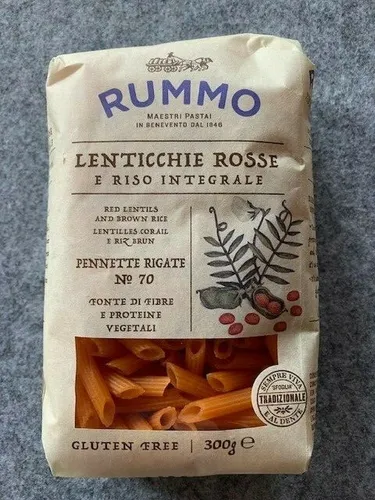 RUMMO
MAESTRI PASTAI
IN BENEVENTO DAL 1846
LENTICCHIE ROSSE
E RISO INTEGRALE
RED LENTILS
AND BROWN RICE
LENTILLES CORAIL
E RIZ BRUN
PENNETTE RIGATE
Nº 70
FONTE DI FIBRE
E PROTEINE
VEGETALI
SEMPRE VIVA
SFOGLIA
TRADIZIONALE
E AL DENTE
GLUTEN FREE | 300g e